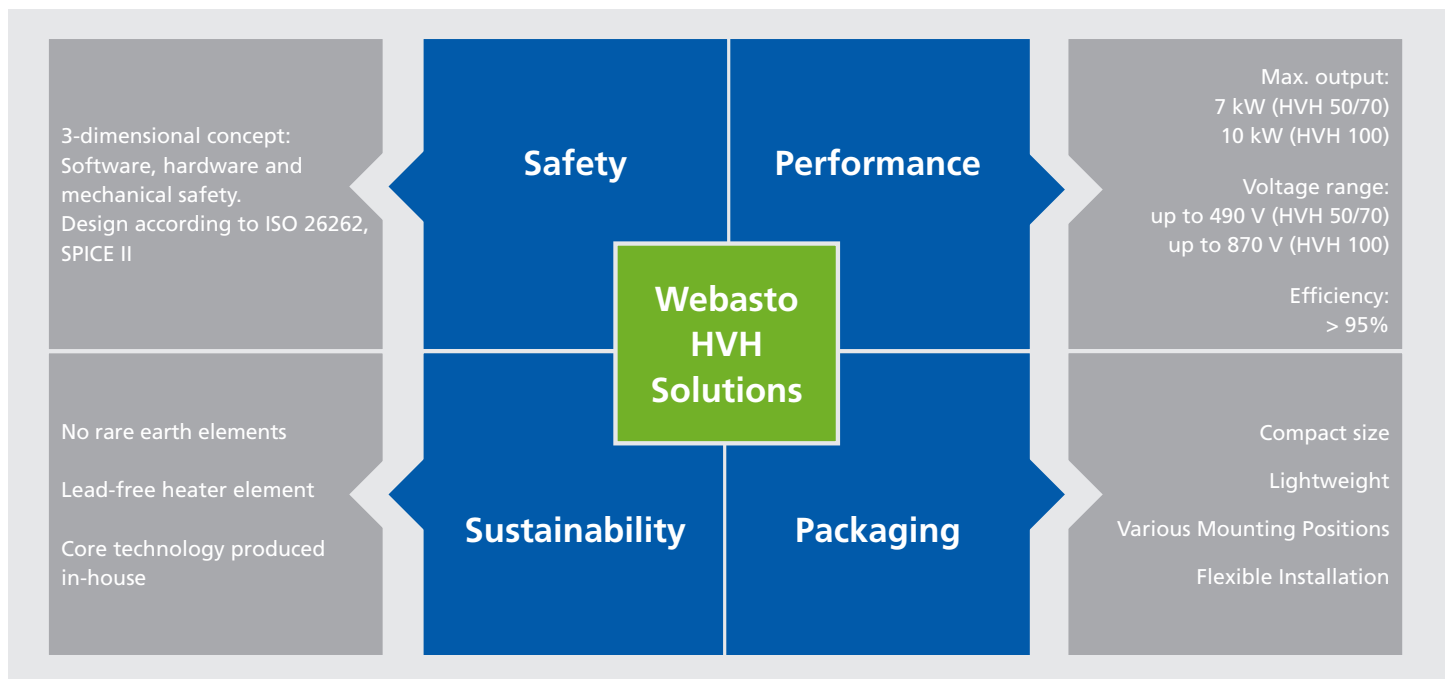 3-dimensional concept:
Software, hardware and
mechanical safety.
Design according to ISO 26262,
SPICE II
Safety
Performance
Max. output:
7 kW (HVH 50/70)
10 kW (HVH 100)
Voltage range:
up to 490 V (HVH 50/70)
up to 870 V (HVH 100)
Efficiency:
> 95%
Webasto
HVH
Solutions
No rare earth elements
Lead-free heater element
Core technology produced
in-house
Sustainability
Packaging
Compact size
Lightweight
Various Mounting Positions
Flexible Installation